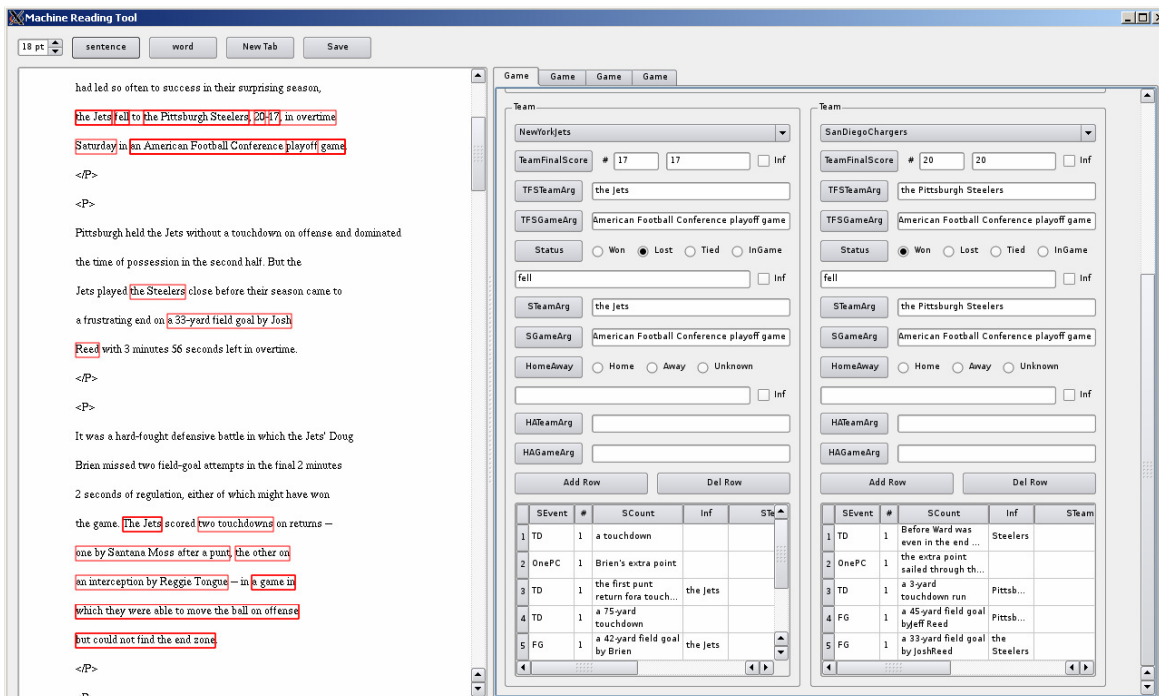 Machine Reading Tool
18 pt sentence word New Tab Save
had led so often to success in their surprising season,
the Jets fell to the Pittsburgh Steelers, 20-17, in overtime
Saturday in an American Football Conference playoff game.
</P>
<P>
Pittsburgh held the Jets without a touchdown on offense and dominated
the time of possession in the second half. But the
Jets played the Steelers close before their season came to
a frustrating end on a 33-yard field goal by Josh
Reed with 3 minutes 56 seconds left in overtime.
</P>
<P>
It was a hard-fought defensive battle in which the Jets' Doug
Brien missed two field-goal attempts in the final 2 minutes
2 seconds of regulation, either of which might have won
the game. The Jets scored two touchdowns on returns —
one by Santana Moss after a punt, the other on
an interception by Reggie Tongue — in a game in
which they were able to move the ball on offense
but could not find the end zone.
</P>
Game Game Game Game
Team
NewYorkJets
TeamFinalScore # 17 17 Inf
TFSTeamArg the Jets
TFSGameArg American Football Conference playoff game
Status Won Lost Tied InGame
fell Inf
STeamArg the Jets
SGameArg American Football Conference playoff game
HomeAway Home Away Unknown
Inf
HATeamArg
HAGameArg
Add Row Del Row
SEvent # SCount Inf STe
1 TD 1 a touchdown
2 OnePC 1 Brien's extra point
3 TD 1 the first punt return fora touch... the Jets
4 TD 1 a 75-yard touchdown
5 FG 1 a 42-yard field goal by Brien the Jets
Team
SanDiegoChargers
TeamFinalScore # 20 20 Inf
TFSTeamArg the Pittsburgh Steelers
TFSGameArg American Football Conference playoff game
Status Won Lost Tied InGame
fell Inf
STeamArg the Pittsburgh Steelers
SGameArg American Football Conference playoff game
HomeAway Home Away Unknown
Inf
HATeamArg
HAGameArg
Add Row Del Row
SEvent # SCount Inf STeam
1 TD 1 Before Ward was even in the end ... Steelers
2 OnePC 1 the extra point sailed through th...
3 TD 1 a 3-yard touchdown run Pittsb...
4 FG 1 a 45-yard field goal byJeff Reed Pittsb...
5 FG 1 a 33-yard field goal by JoshReed the Steelers